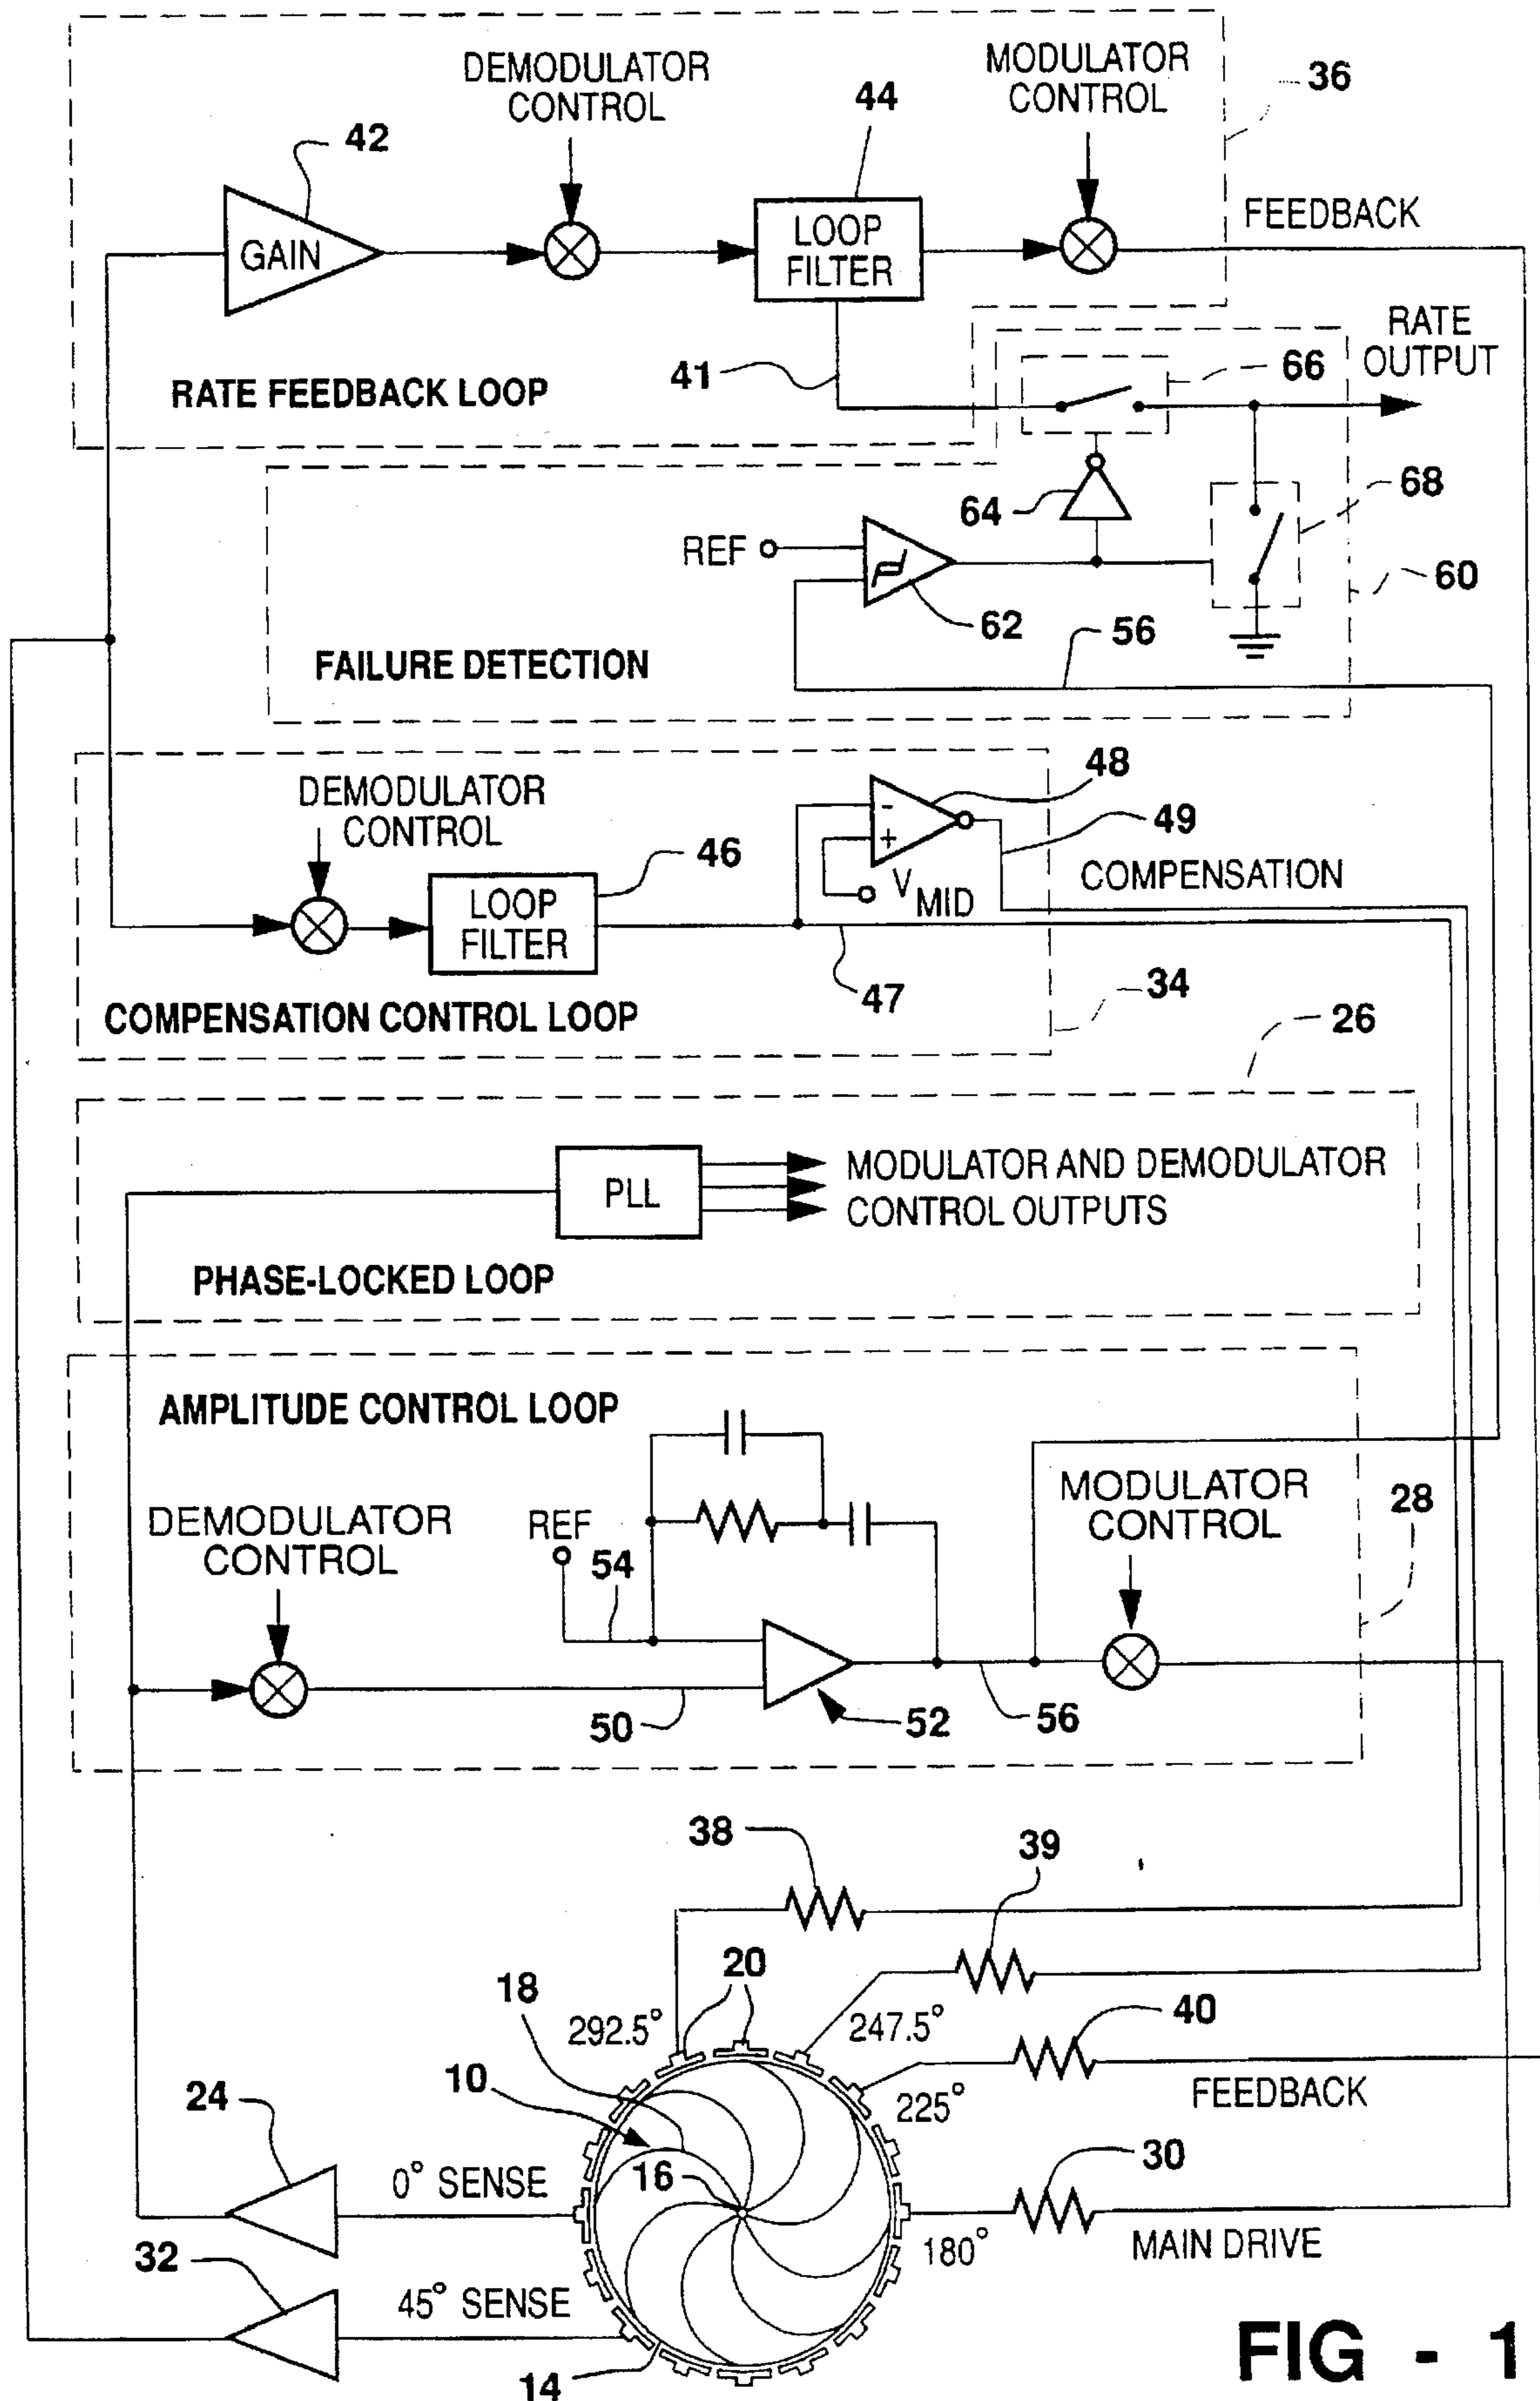 DEMODULATOR
CONTROL
MODULATOR
CONTROL
36
44
42
GAIN
LOOP
FILTER
FEEDBACK
RATE
OUTPUT
41
66
RATE FEEDBACK LOOP
64
68
REF
62
60
56
FAILURE DETECTION
DEMODULATOR
CONTROL
48
49
46
-
+
V MID
COMPENSATION
LOOP
FILTER
47
34
COMPENSATION CONTROL LOOP
26
PLL
MODULATOR AND DEMODULATOR
CONTROL OUTPUTS
PHASE-LOCKED LOOP
AMPLITUDE CONTROL LOOP
DEMODULATOR
CONTROL
REF
54
MODULATOR
CONTROL
28
50
52
56
38
39
20
18
292.5°
247.5°
40
10
225°
FEEDBACK
24
0° SENSE
16
30
180°
MAIN DRIVE
32
45° SENSE
14
FIG - 1